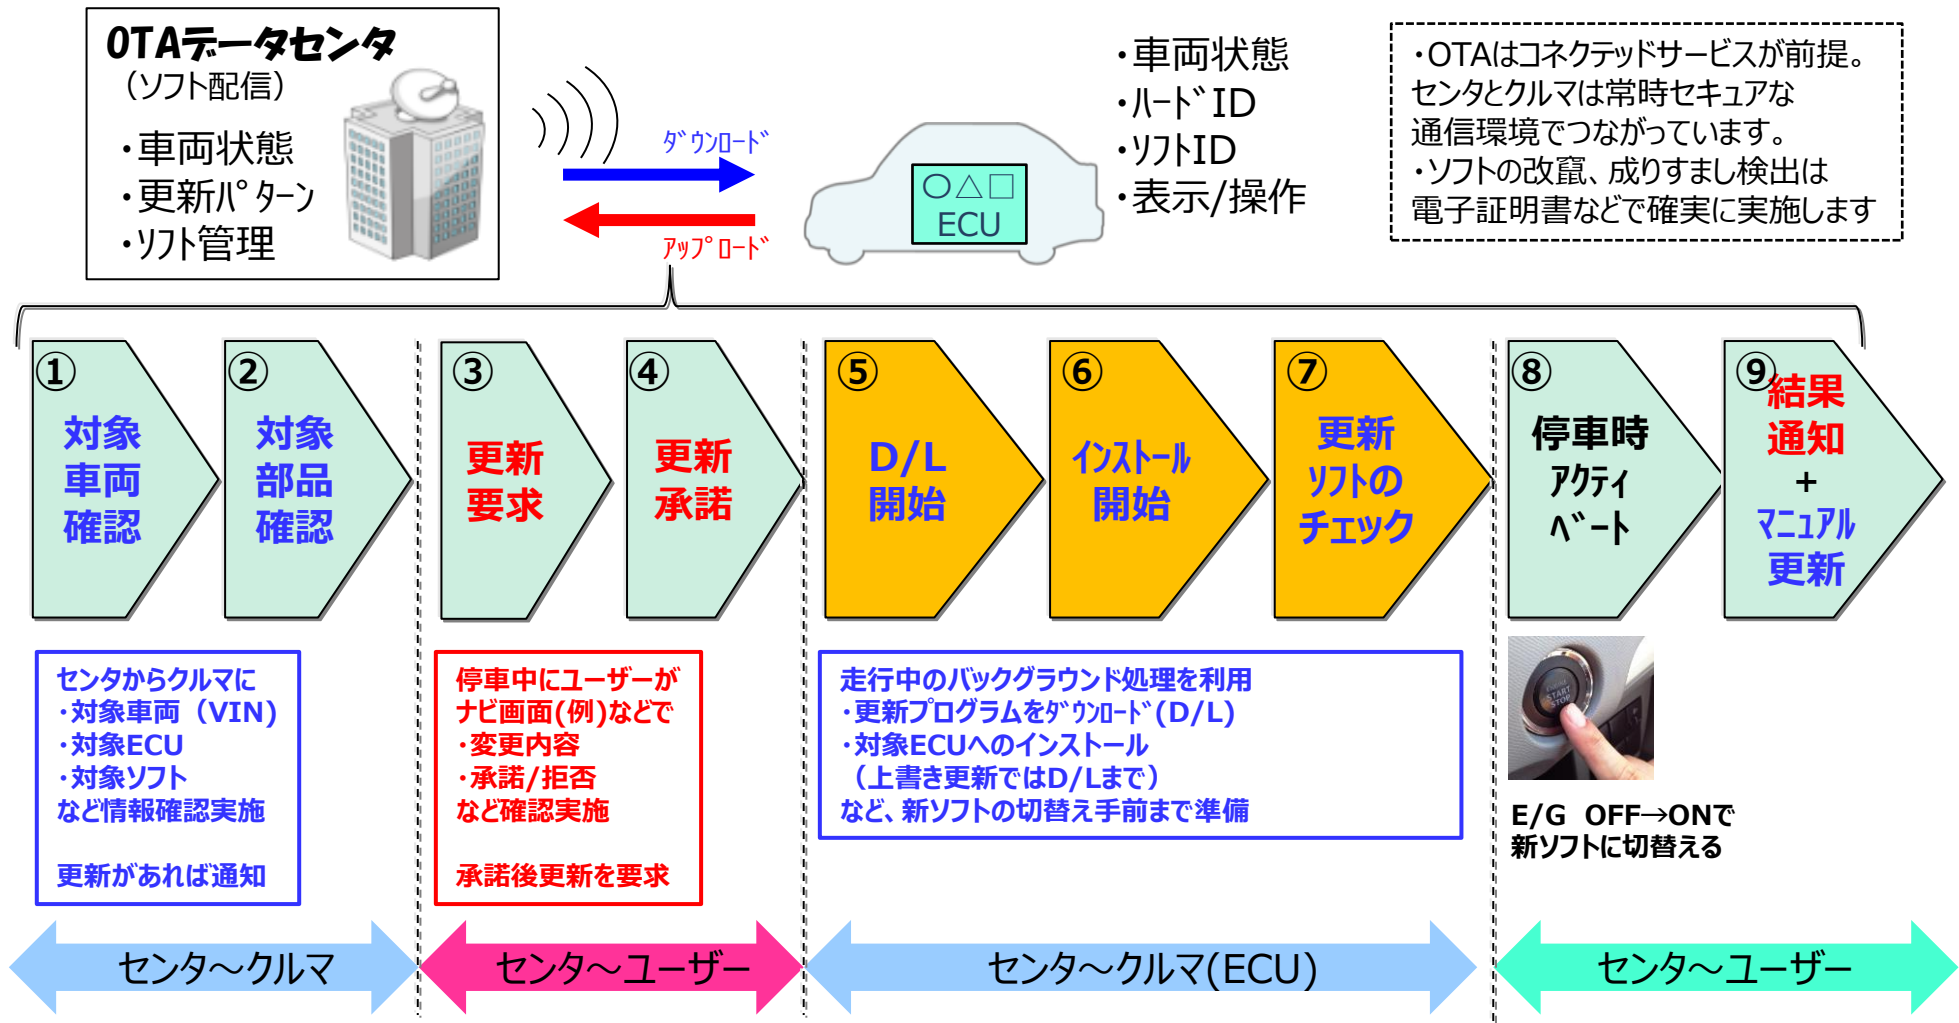 OTAデータセンタ
（ソフト配信）
・車両状態
・更新ﾊﾟﾀｰﾝ
・ｿﾌﾄ管理
ﾀﾞｳﾝﾛｰﾄﾞ
ｱｯﾌﾟﾛｰﾄﾞ
○△□
ECU
・車両状態
・ﾊｰﾄﾞID
・ｿﾌﾄID
・表示/操作
・OTAはコネクテッドサービスが前提。
センタとクルマは常時セキュアな
通信環境でつながっています。
・ソフトの改竄、成りすまし検出は
電子証明書などで確実に実施します
①
対象
車両
確認
②
対象
部品
確認
③
更新
要求
④
更新
承諾
⑤
D/L
開始
⑥
ｲﾝｽﾄｰﾙ
開始
⑦
更新
ｿﾌﾄの
チェック
⑧
停車時
ｱｸﾃｨ
ﾍﾞｰﾄ
⑨
結果
通知
+
ﾏﾆｭｱﾙ
更新
センタからクルマに
・対象車両（VIN)
・対象ECU
・対象ソフト
など情報確認実施
更新があれば通知
停車中にユーザーが
ナビ画面(例)などで
・変更内容
・承諾/拒否
など確認実施
承諾後更新を要求
走行中のバックグラウンド処理を利用
・更新プログラムをﾀﾞｳﾝﾛｰﾄﾞ(D/L)
・対象ECUへのインストール
（上書き更新ではD/Lまで）
など、新ソフトの切替え手前まで準備
START
STOP
E/G OFF→ONで
新ソフトに切替える
センタ～クルマ
センタ～ユーザー
センタ～クルマ(ECU)
センタ～ユーザー